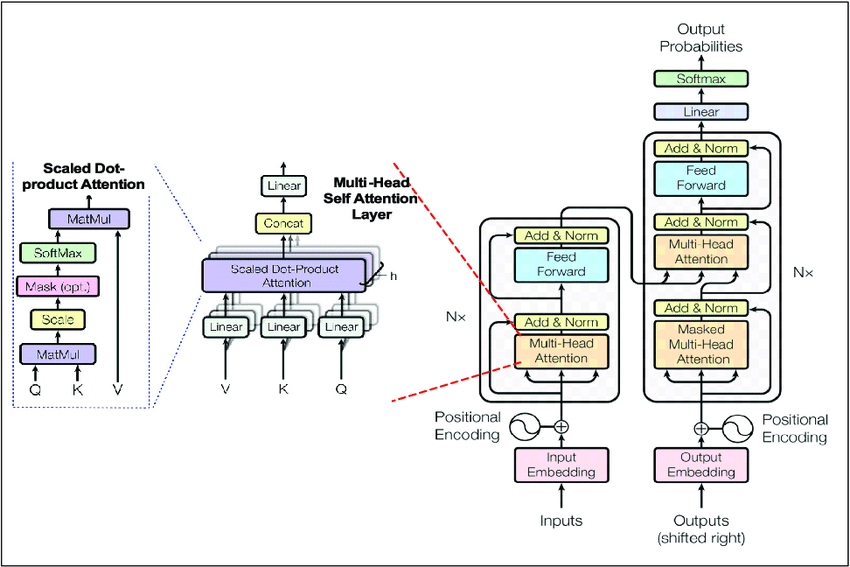 Scaled Dot-
product Attention
MatMul
SoftMax
Mask (opt.)
Scale
MatMul
Q
K
V
Linear
Multi-Head
Self Attention
Layer
Concat
Scaled Dot-Product
Attention
h
Linear
Linear
Linear
V
K
Q
Output
Probabilities
Softmax
Linear
Add & Norm
Feed
Forward
Add & Norm
Multi-Head
Attention
Nx
Add & Norm
Masked
Multi-Head
Attention
Add & Norm
Feed
Forward
Nx
Add & Norm
Multi-Head
Attention
Positional
Encoding
Positional
Encoding
Input
Embedding
Output
Embedding
Inputs
Outputs
(shifted right)